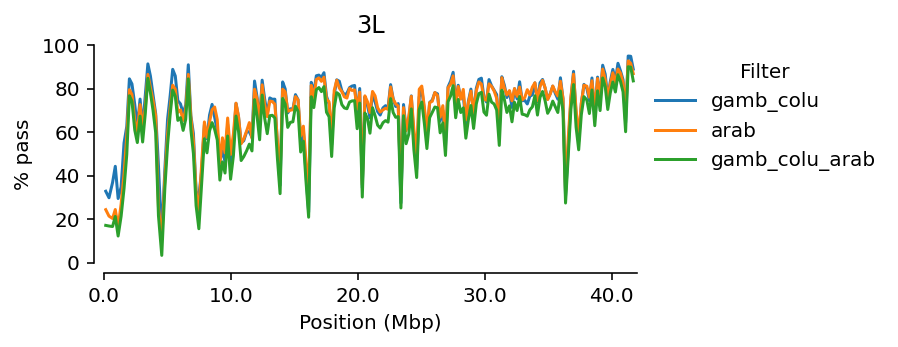 3L
% pass
100
80
60
40
20
0
0.0 10.0 20.0 30.0 40.0
Position (Mbp)
Filter
gamb_colu
arab
gamb_colu_arab